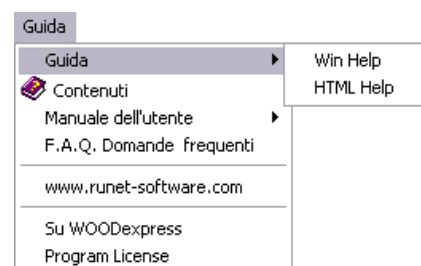 Guida
Guida
Win Help
HTML Help
Contenuti
Manuale dell'utente
F.A.Q. Domande frequenti
www.runet-software.com
Su WOODexpress
Program License